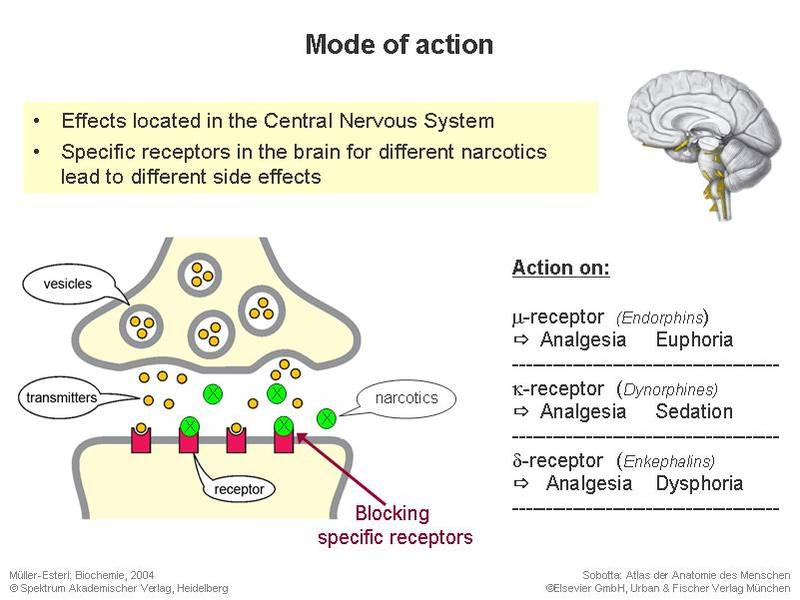 Mode of action
• Effects located in the Central Nervous System
• Specific receptors in the brain for different narcotics
lead to different side effects
vesicles
transmitters
narcotics
X
X
X
X
X
receptor
Blocking
specific receptors
Action on:
μ-receptor (Endorphins)
⇨ Analgesia Euphoria
---------------------------------------
κ-receptor (Dynorphines)
⇨ Analgesia Sedation
---------------------------------------
δ-receptor (Enkephalins)
⇨ Analgesia Dysphoria
---------------------------------------
Müller-Esterl: Biochemie, 2004
© Spektrum Akademischer Verlag, Heidelberg
Sobotta: Atlas der Anatomie des Menschen
©Elsevier GmbH, Urban & Fischer Verlag München